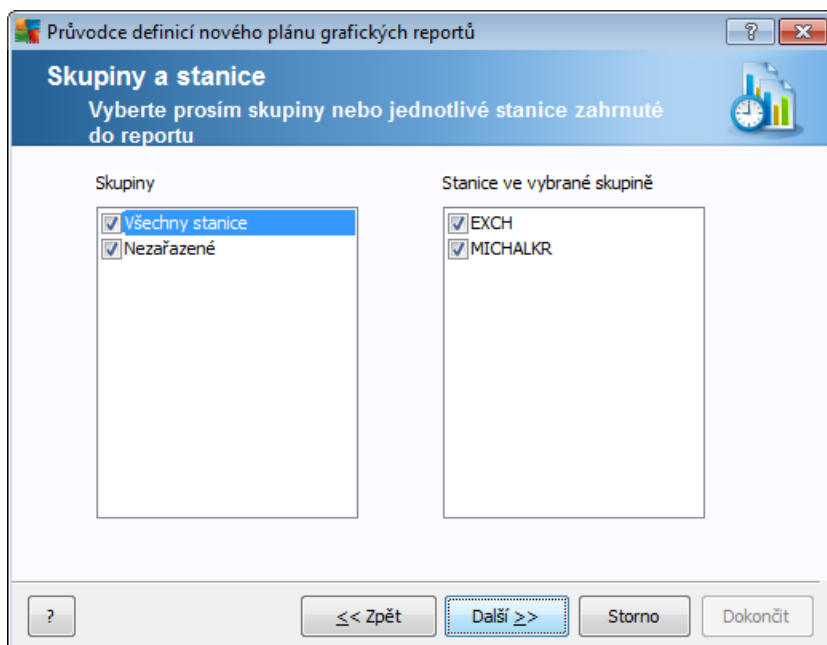 Průvodce definicí nového plánu grafických reportů
?
Skupiny a stanice
Vyberte prosím skupiny nebo jednotlivé stanice zahrnuté
do reportu
Skupiny
Všechny stanice
Nezařazené
Stanice ve vybrané skupině
EXCH
MICHALKR
?
<< Zpět
Další >>
Storno
Dokončit